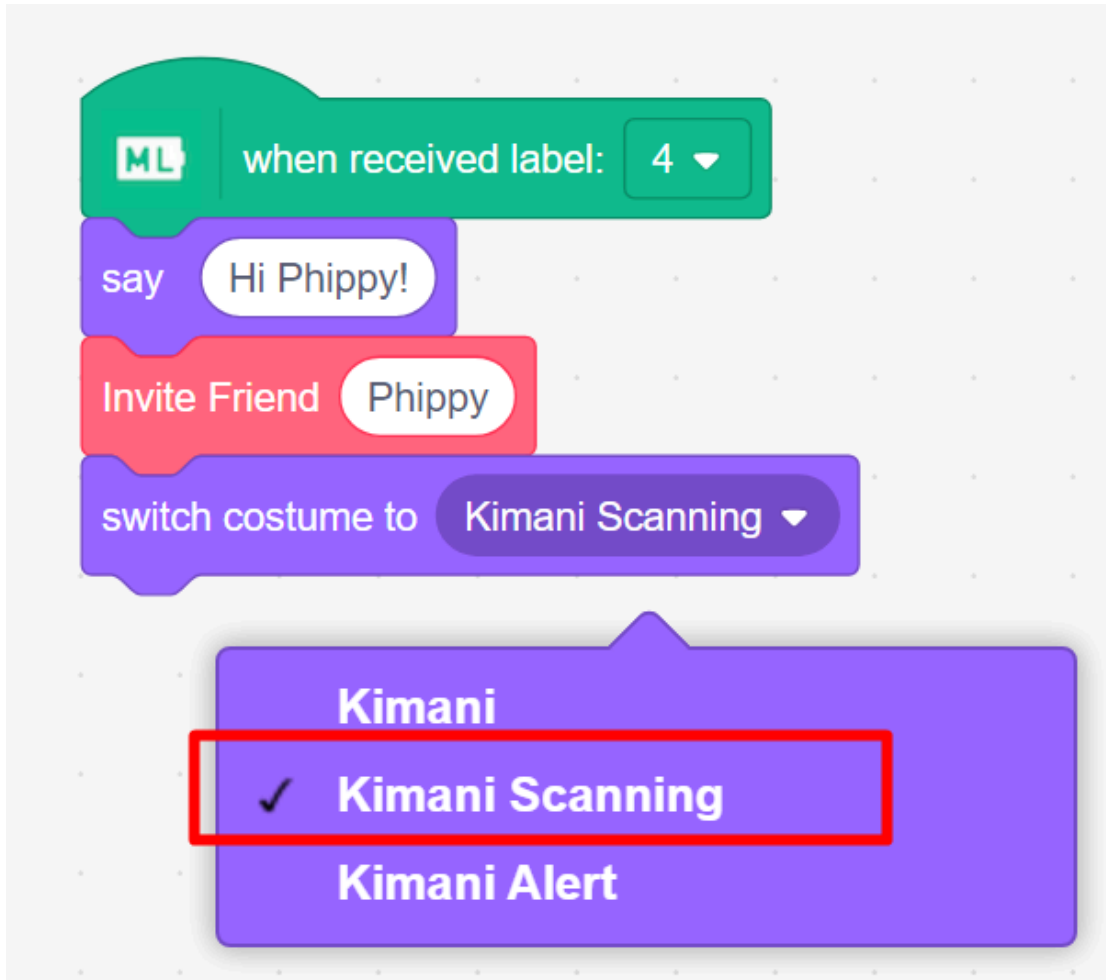 ML when received label: 4
say Hi Phippy!
Invite Friend Phippy
switch costume to Kimani Scanning
Kimani
✓ Kimani Scanning
Kimani Alert